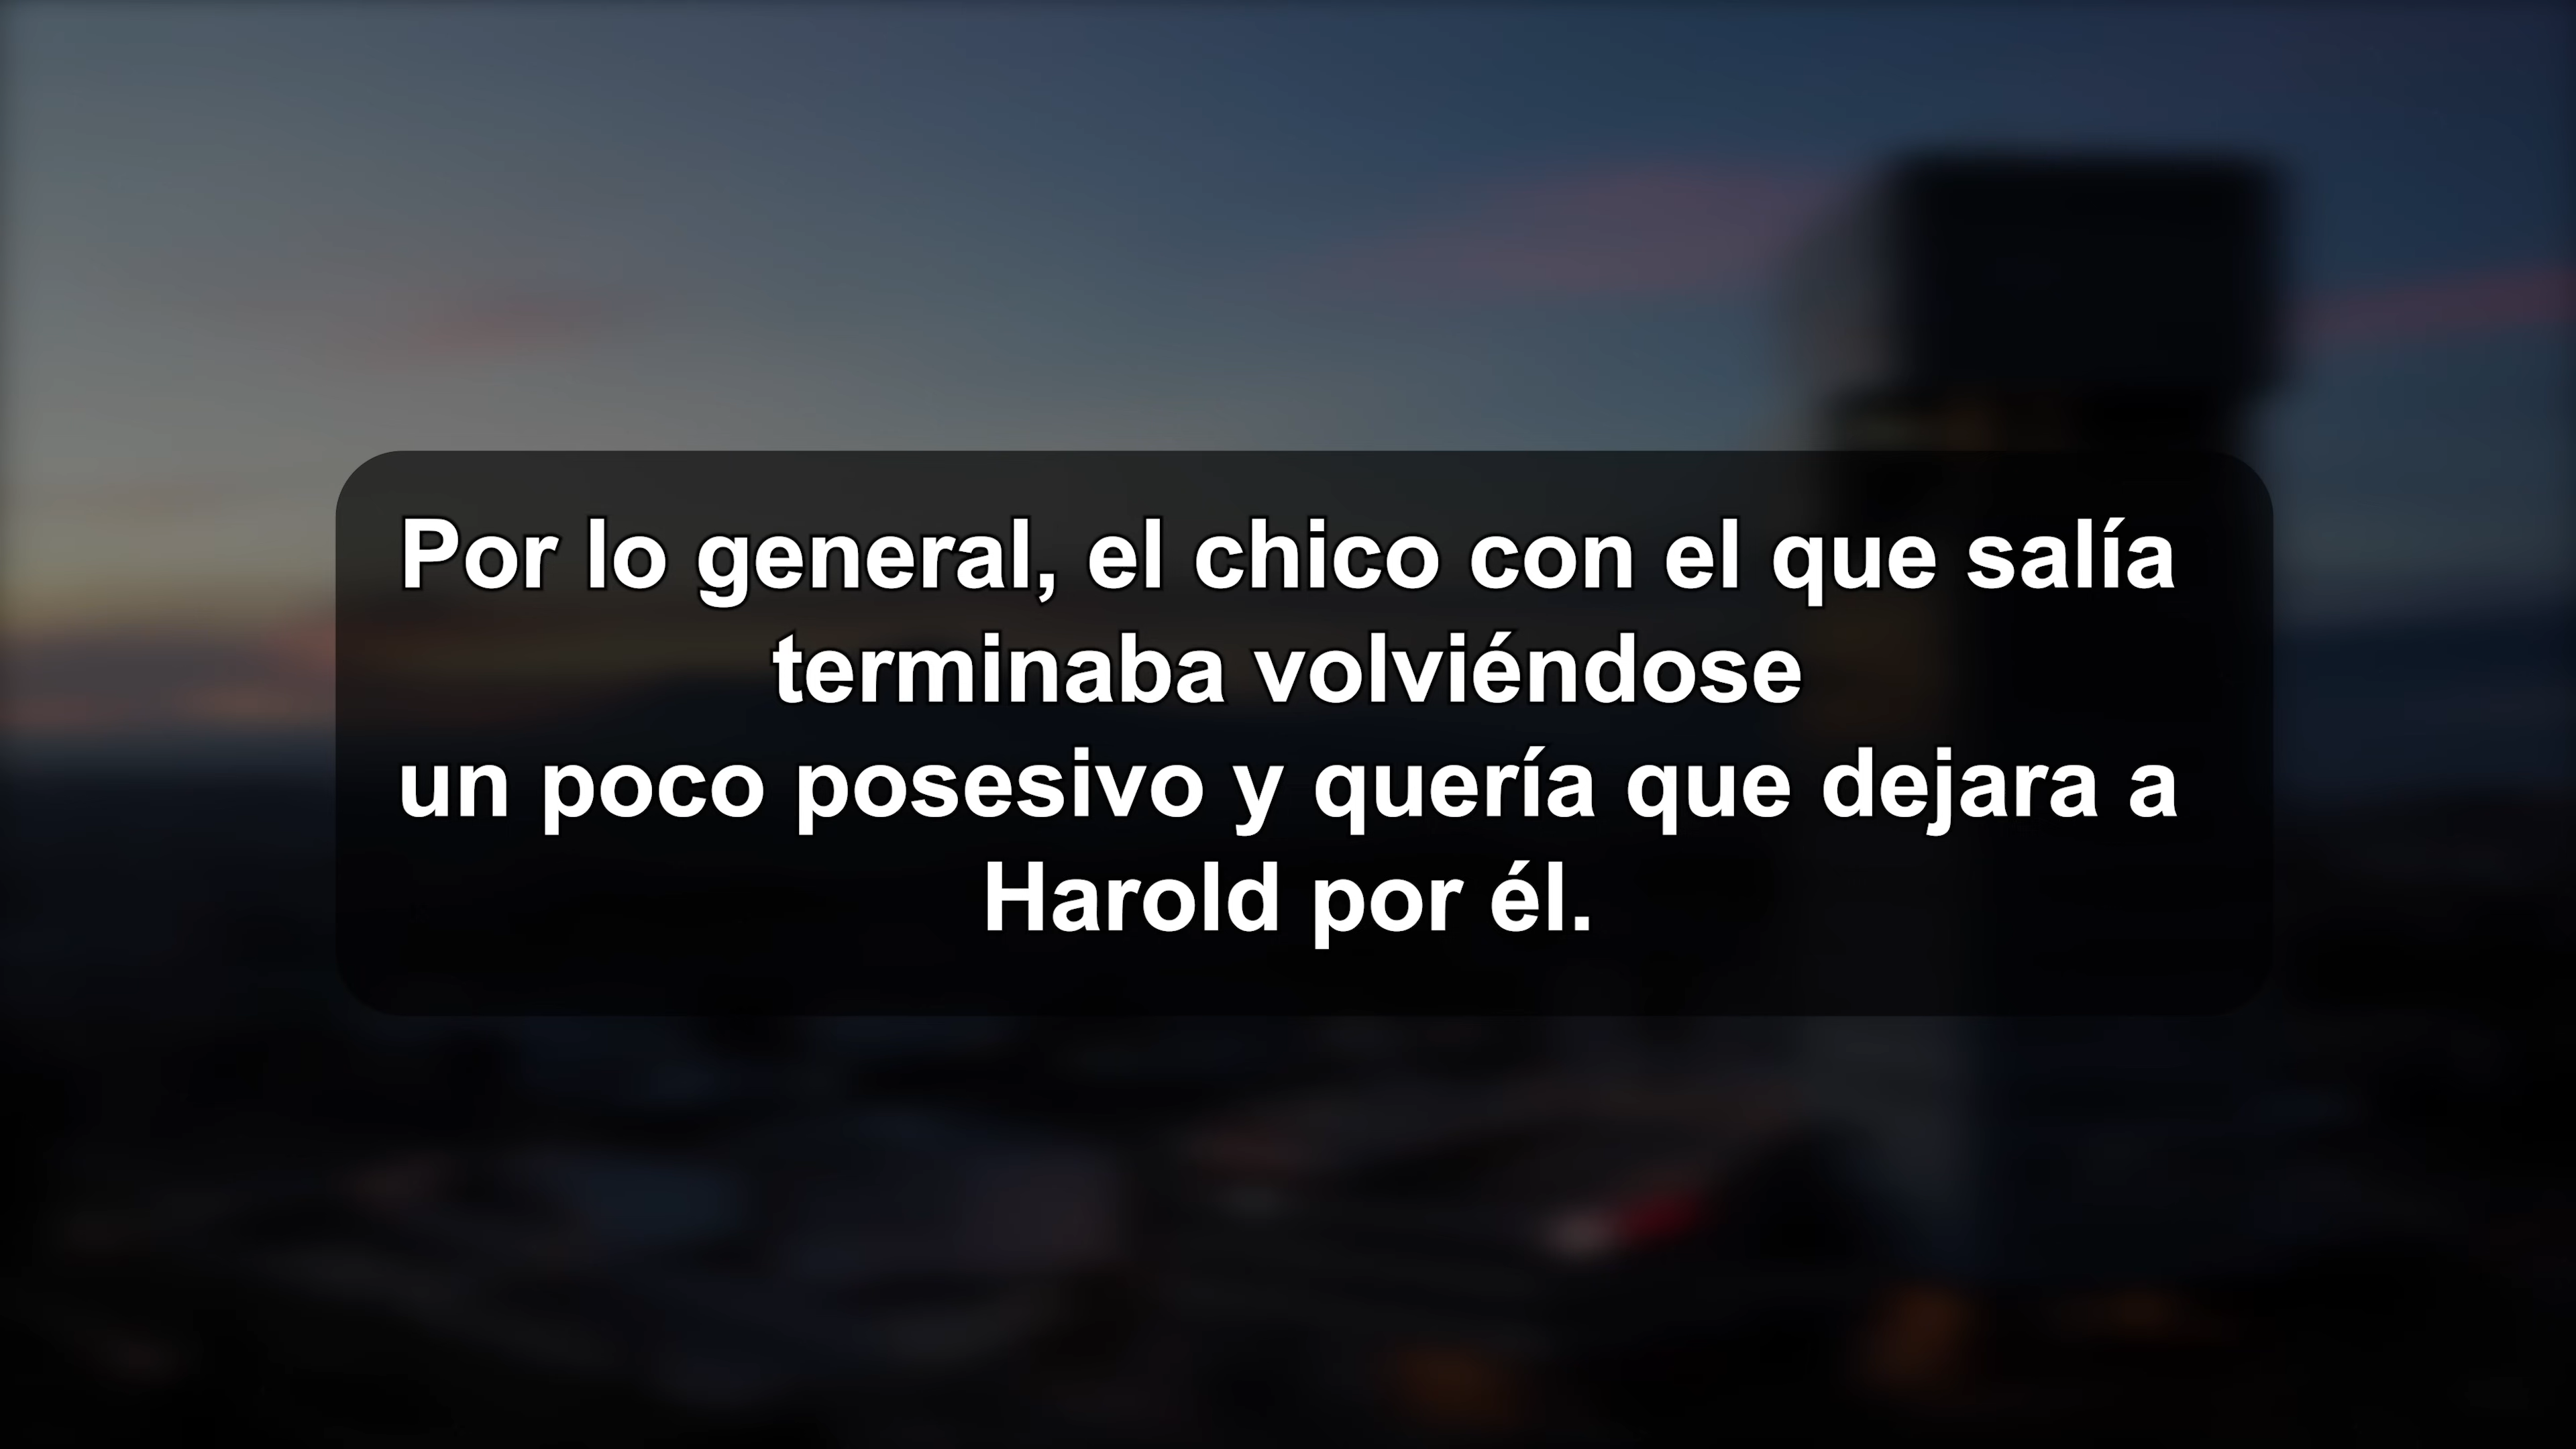 Por lo general, el chico con el que salía
terminaba volviéndose
un poco posesivo y quería que dejara a
Harold por él.